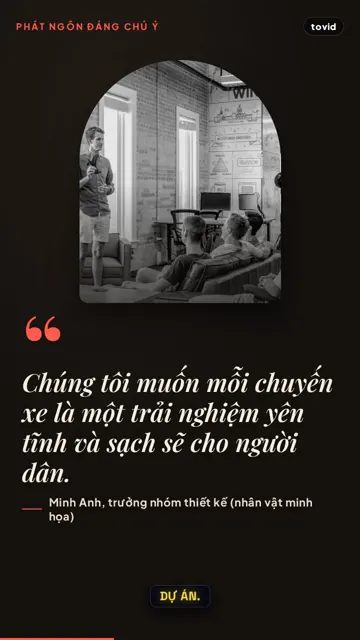 PHÁT NGÔN ĐÁNG CHÚ Ý
tovid
Chúng tôi muốn mỗi chuyến
xe là một trải nghiệm yên
tĩnh và sạch sẽ cho người
dân.
Minh Anh, trưởng nhóm thiết kế (nhân vật minh
họa)
DỰ ÁN.